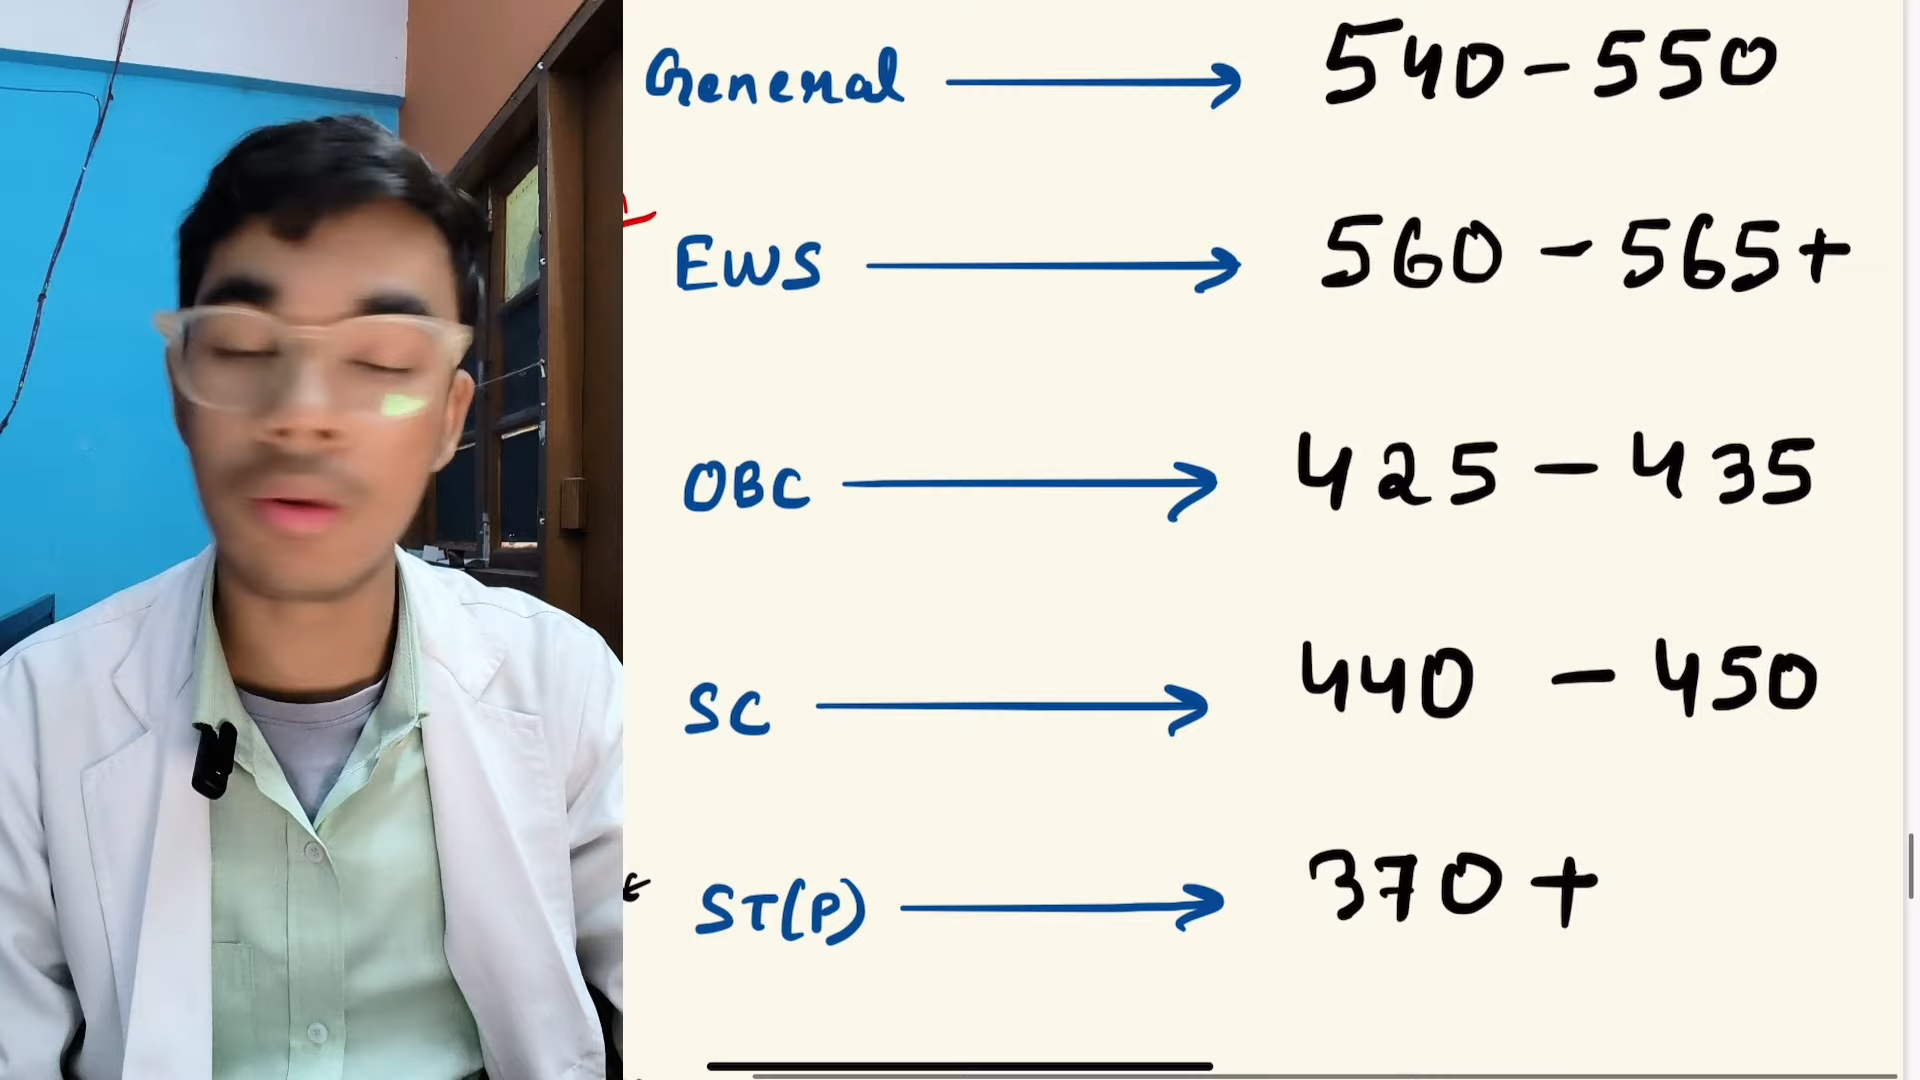 General → 540 - 550
EWS → 560 - 565+
OBC → 425 - 435
SC → 440 - 450
ST(P) → 370 +